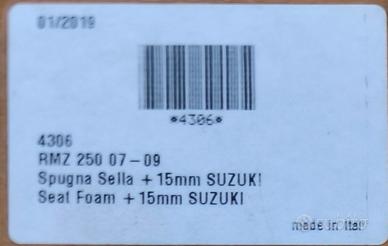 01/2019
*4306*
4306
RMZ 250 07-09
Spugna Sella +15mm SUZUKI
Seat Foam +15mm SUZUKI
made in Ital